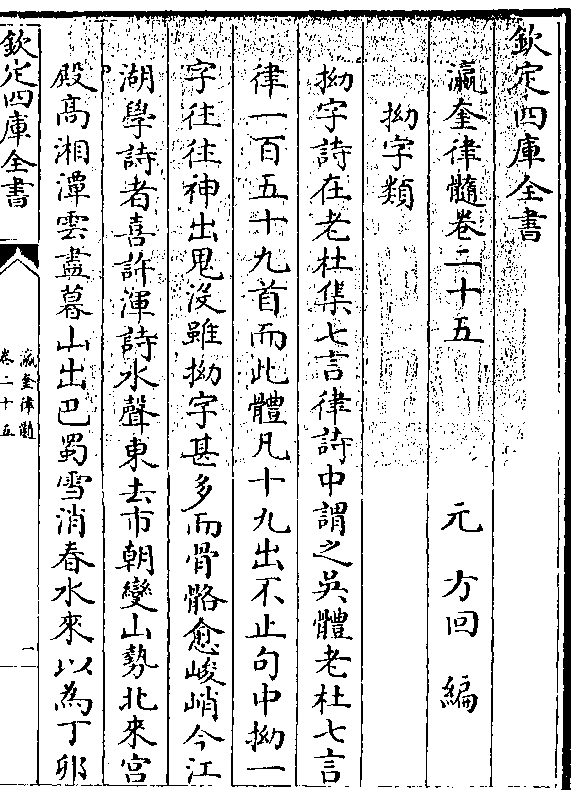 欽定四庫全書
瀛奎律髓卷二十五
元 方回 編
拗字類
拗字詩在老杜集七言律詩中謂之吳體老杜七言
律一百五十九首而此體凡十九出不止句中拗一
字往往神出鬼沒雖拗字甚多而骨骼愈峻峭今江
湖學詩者喜許渾詩水聲東去市朝變山勢北來宮
殿高湘潭雲盡暮山出巴蜀雪消春水來以為丁卯
欽定四庫全書
瀛奎律髓
卷二十五
一